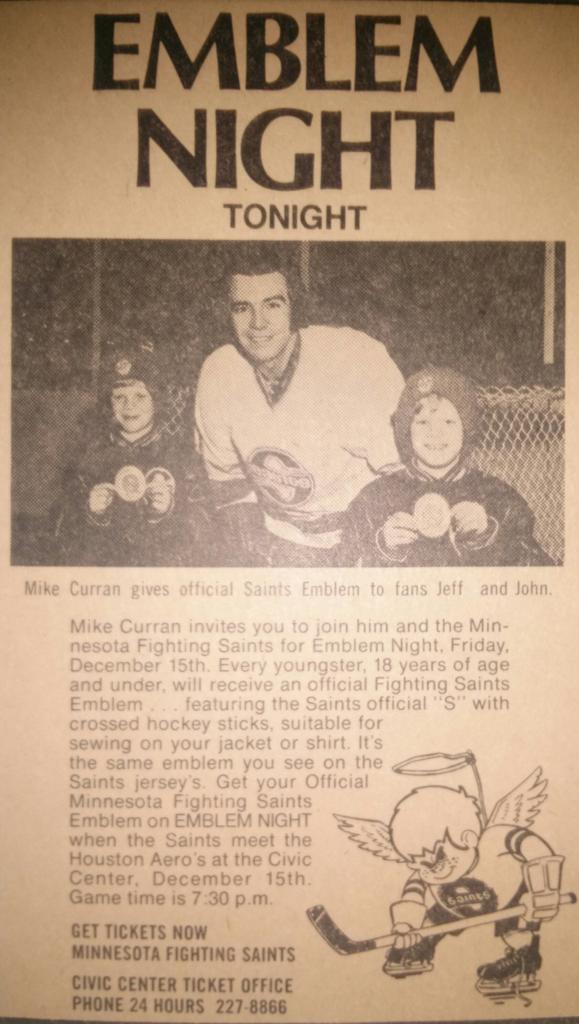 EMBLEM
NIGHT
TONIGHT
Mike Curran gives official Saints Emblem to fans Jeff and John.
Mike Curran invites you to join him and the Min-
nesota Fighting Saints for Emblem Night, Friday,
December 15th. Every youngster, 18 years of age
and under, will receive an official Fighting Saints
Emblem . . . featuring the Saints official "S" with
crossed hockey sticks, suitable for
sewing on your jacket or shirt. It's
the same emblem you see on the
Saints jersey's. Get your Official
Minnesota Fighting Saints
Emblem on EMBLEM NIGHT
when the Saints meet the
Houston Aero's at the Civic
Center, December 15th.
Game time is 7:30 p.m.
saints
GET TICKETS NOW
MINNESOTA FIGHTING SAINTS
CIVIC CENTER TICKET OFFICE
PHONE 24 HOURS 227-8866